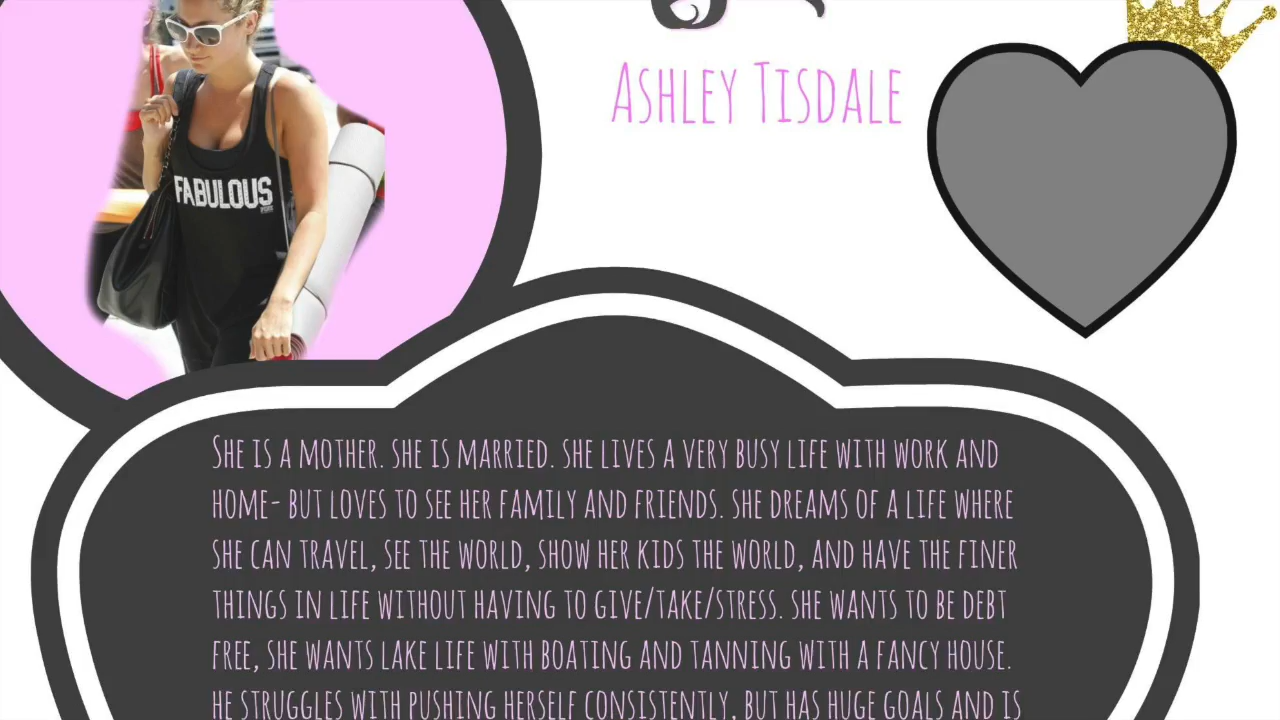 ASHLEY TISDALE
FABULOUS
SHE IS A MOTHER. SHE IS MARRIED. SHE LIVES A VERY BUSY LIFE WITH WORK AND
HOME- BUT LOVES TO SEE HER FAMILY AND FRIENDS. SHE DREAMS OF A LIFE WHERE
SHE CAN TRAVEL, SEE THE WORLD, SHOW HER KIDS THE WORLD, AND HAVE THE FINER
THINGS IN LIFE WITHOUT HAVING TO GIVE/TAKE/STRESS. SHE WANTS TO BE DEBT
FREE, SHE WANTS LAKE LIFE WITH BOATING AND TANNING WITH A FANCY HOUSE.
HE STRUGGLES WITH PUSHING HERSELF CONSISTENTLY, BUT HAS HUGE GOALS AND IS